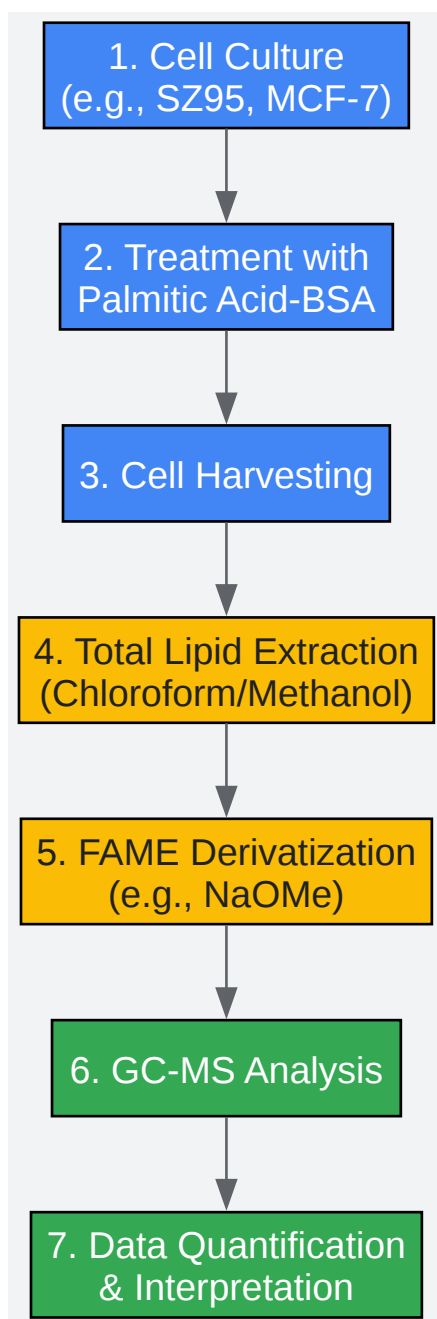 1. Cell Culture
(e.g., SZ95, MCF-7)
2. Treatment with
Palmitic Acid-BSA
3. Cell Harvesting
4. Total Lipid Extraction
(Chloroform/Methanol)
5. FAME Derivatization
(e.g., NaOMe)
6. GC-MS Analysis
7. Data Quantification
& Interpretation